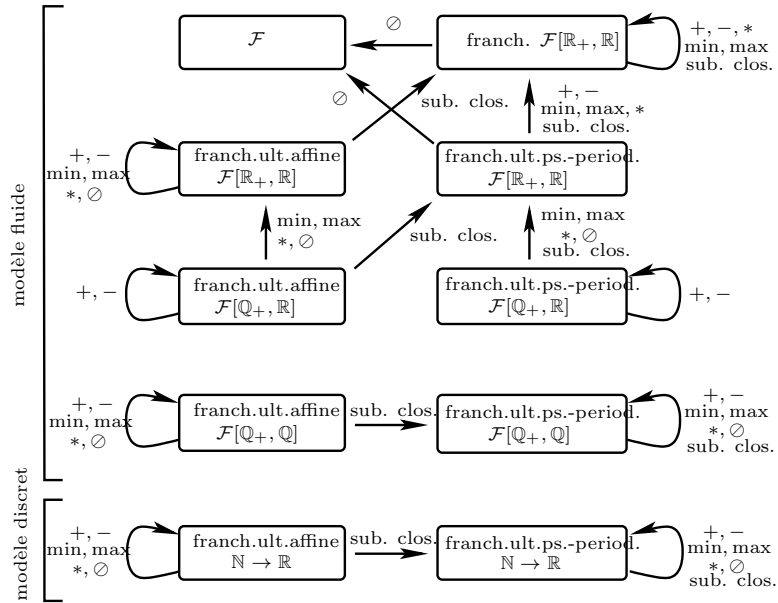 modèle fluide
ℱ
⊘
franch. ℱ[ℝ₊, ℝ]
+, −, *
min, max
sub. clos.
⊘
sub. clos.
+, −
min, max, *
sub. clos.
+, −
min, max
*, ⊘
franch.ult.affine
ℱ[ℝ₊, ℝ]
franch.ult.ps.-period.
ℱ[ℝ₊, ℝ]
min, max
*, ⊘
sub. clos.
min, max
*, ⊘
sub. clos.
+, −
franch.ult.affine
ℱ[ℚ₊, ℝ]
franch.ult.ps.-period.
ℱ[ℚ₊, ℝ]
+, −
+, −
min, max
*, ⊘
franch.ult.affine
ℱ[ℚ₊, ℚ]
sub. clos.
franch.ult.ps.-period.
ℱ[ℚ₊, ℚ]
+, −
min, max
*, ⊘
sub. clos.
modèle discret
+, −
min, max
*, ⊘
franch.ult.affine
ℕ → ℝ
sub. clos.
franch.ult.ps.-period.
ℕ → ℝ
+, −
min, max
*, ⊘
sub. clos.